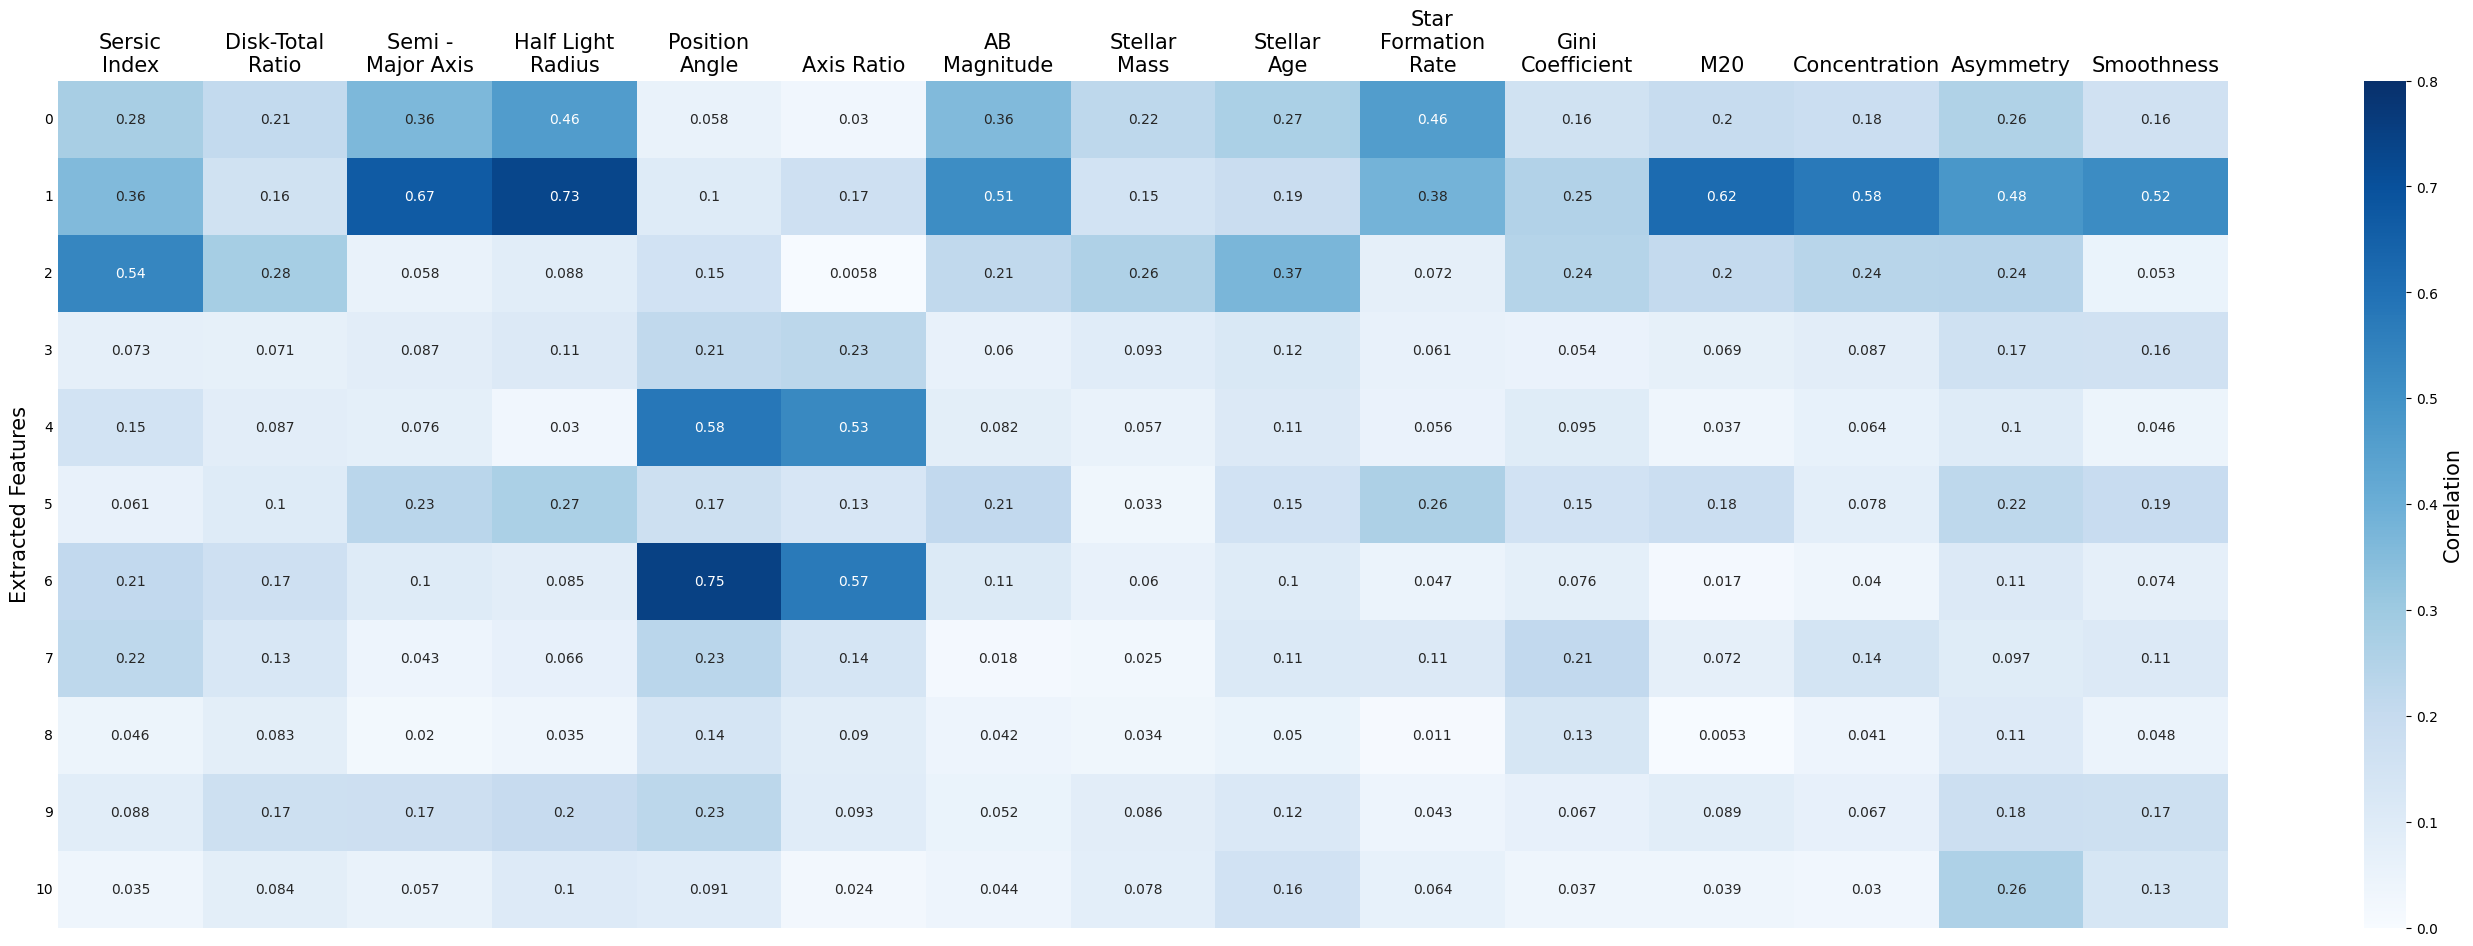 Star
Sersic Disk-Total Semi - Half Light Position AB Stellar Stellar Formation Gini
Index Ratio Major Axis Radius Angle Axis Ratio Magnitude Mass Age Rate Coefficient M20 Concentration Asymmetry Smoothness
0 0.28 0.21 0.36 0.46 0.058 0.03 0.36 0.22 0.27 0.46 0.16 0.2 0.18 0.26 0.16
1 0.36 0.16 0.67 0.73 0.1 0.17 0.51 0.15 0.19 0.38 0.25 0.62 0.58 0.48 0.52
2 0.54 0.28 0.058 0.088 0.15 0.0058 0.21 0.26 0.37 0.072 0.24 0.2 0.24 0.24 0.053
3 0.073 0.071 0.087 0.11 0.21 0.23 0.06 0.093 0.12 0.061 0.054 0.069 0.087 0.17 0.16
4 0.15 0.087 0.076 0.03 0.58 0.53 0.082 0.057 0.11 0.056 0.095 0.037 0.064 0.1 0.046
5 0.061 0.1 0.23 0.27 0.17 0.13 0.21 0.033 0.15 0.26 0.15 0.18 0.078 0.22 0.19
6 0.21 0.17 0.1 0.085 0.75 0.57 0.11 0.06 0.1 0.047 0.076 0.017 0.04 0.11 0.074
7 0.22 0.13 0.043 0.066 0.23 0.14 0.018 0.025 0.11 0.11 0.21 0.072 0.14 0.097 0.11
8 0.046 0.083 0.02 0.035 0.14 0.09 0.042 0.034 0.05 0.011 0.13 0.0053 0.041 0.11 0.048
9 0.088 0.17 0.17 0.2 0.23 0.093 0.052 0.086 0.12 0.043 0.067 0.089 0.067 0.18 0.17
10 0.035 0.084 0.057 0.1 0.091 0.024 0.044 0.078 0.16 0.064 0.037 0.039 0.03 0.26 0.13
Extracted Features
0.8
0.7
0.6
0.5
0.4
0.3
0.2
0.1
0.0
Correlation